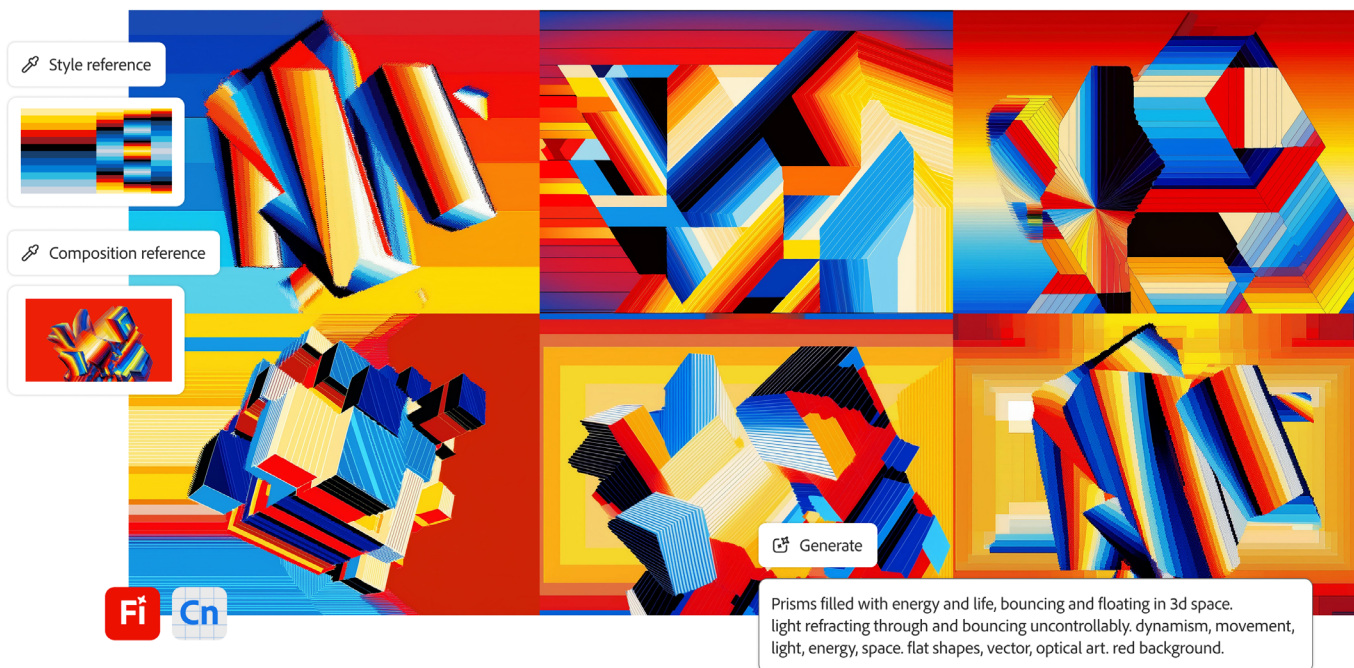 Style reference
Composition reference
Generate
Fi
Cn
Prisms filled with energy and life, bouncing and floating in 3d space.
light refracting through and bouncing uncontrollably. dynamism, movement,
light, energy, space. flat shapes, vector, optical art. red background.